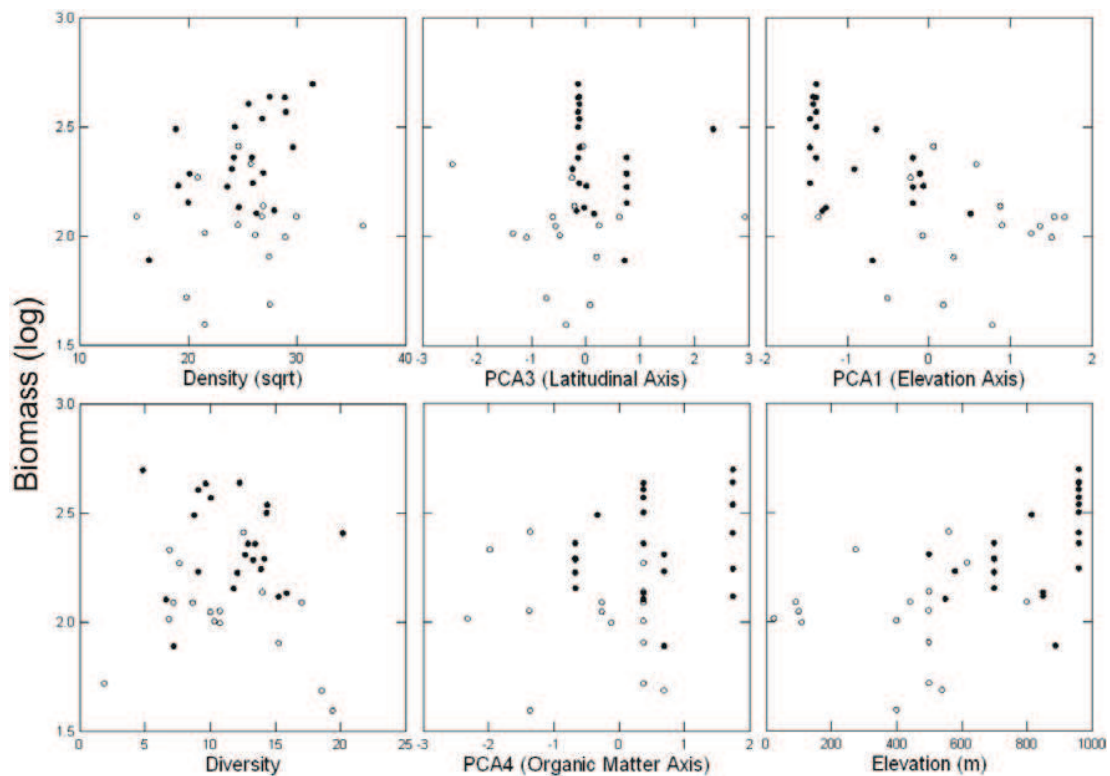 Biomass (log)
3.0
2.5
2.0
1.5
10 20 30 40
Density (sqrt)
-3 -2 -1 0 1 2 3
PCA3 (Latitudinal Axis)
-2 -1 0 1 2
PCA1 (Elevation Axis)
3.0
2.5
2.0
1.5
0 5 10 15 20 25
Diversity
-3 -2 -1 0 1 2
PCA4 (Organic Matter Axis)
0 200 400 600 800 1000
Elevation (m)